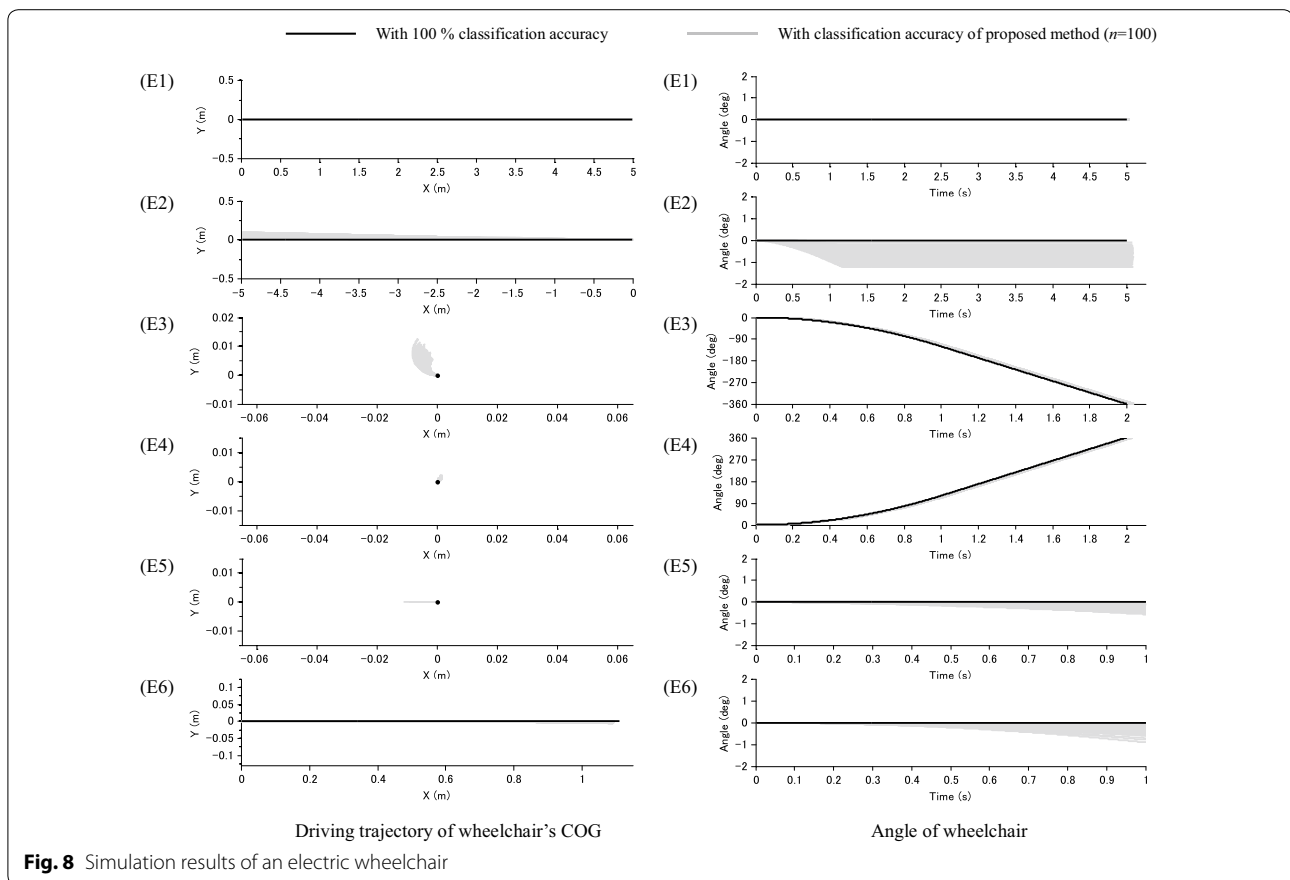 With 100 % classification accuracy
With classification accuracy of proposed method (n=100)
(E1)
0.5
0
-0.5
Y (m)
0 0.5 1 1.5 2 2.5 3 3.5 4 4.5 5
X (m)
(E1)
2
1
0
-1
-2
Angle (deg)
0 0.5 1 1.5 2 2.5 3 3.5 4 4.5 5
Time (s)
(E2)
0.5
0
-0.5
Y (m)
-5 -4.5 -4 -3.5 -3 -2.5 -2 -1.5 -1 -0.5 0
X (m)
(E2)
2
1
0
-1
-2
Angle (deg)
0 0.5 1 1.5 2 2.5 3 3.5 4 4.5 5
Time (s)
(E3)
0.02
0.01
0
-0.01
Y (m)
-0.06 -0.04 -0.02 0 0.02 0.04 0.06
X (m)
(E3)
0
-90
-180
-270
-360
Angle (deg)
0 0.2 0.4 0.6 0.8 1 1.2 1.4 1.6 1.8 2
Time (s)
(E4)
0.01
0
-0.01
Y (m)
-0.06 -0.04 -0.02 0 0.02 0.04 0.06
X (m)
(E4)
360
270
180
90
0
Angle (deg)
0 0.2 0.4 0.6 0.8 1 1.2 1.4 1.6 1.8 2
Time (s)
(E5)
0.01
0
-0.01
Y (m)
-0.06 -0.04 -0.02 0 0.02 0.04 0.06
X (m)
(E5)
2
1
0
-1
-2
Angle (deg)
0 0.1 0.2 0.3 0.4 0.5 0.6 0.7 0.8 0.9 1
Time (s)
(E6)
0.1
0.05
0
-0.05
-0.1
Y (m)
0 0.2 0.4 0.6 0.8 1
X (m)
(E6)
2
1
0
-1
-2
Angle (deg)
0 0.1 0.2 0.3 0.4 0.5 0.6 0.7 0.8 0.9 1
Time (s)
Driving trajectory of wheelchair's COG
Angle of wheelchair
Fig. 8 Simulation results of an electric wheelchair